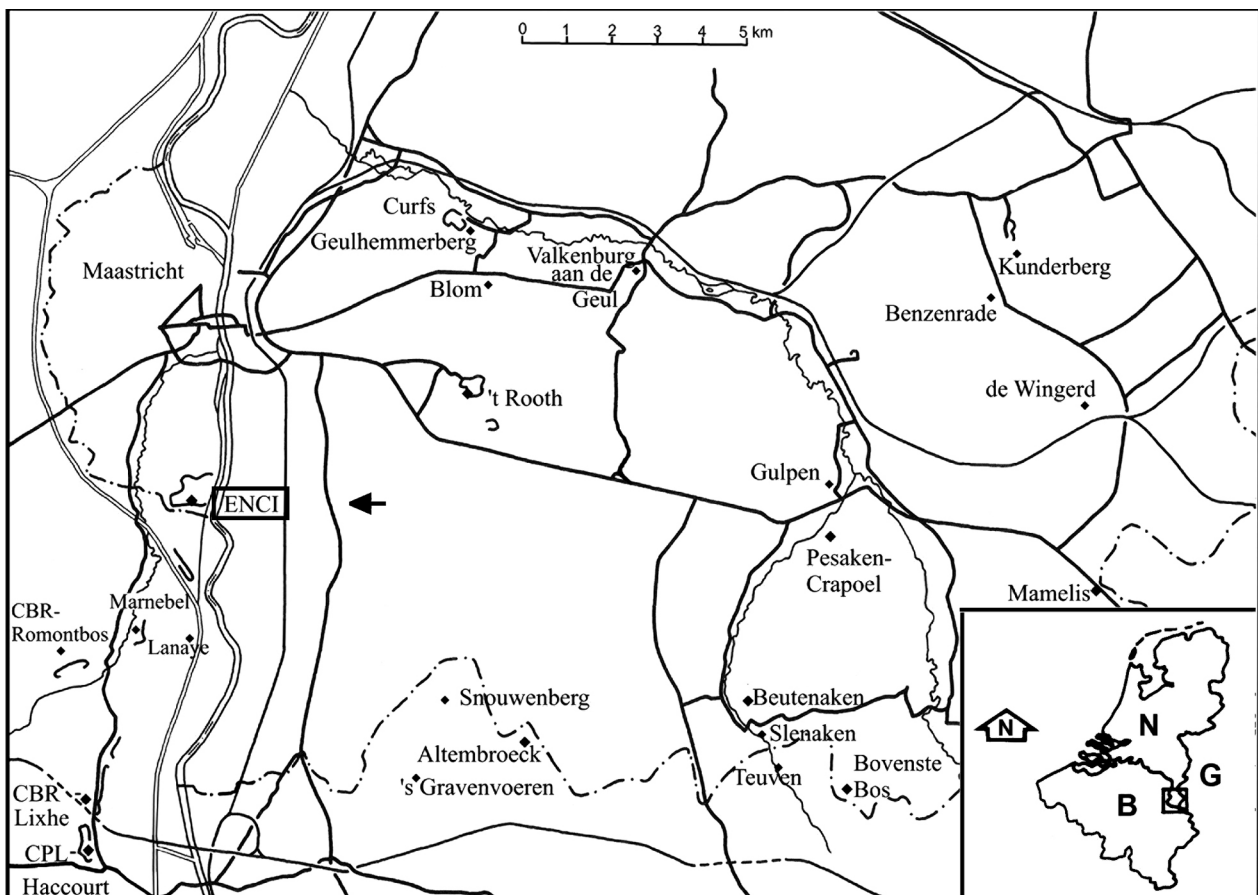 0 1 2 3 4 5 km
Curfs
Geulhemmerberg
Maastricht
Valkenburg
aan de
Geul
Kunderberg
Blom
Benzenrade
't Rooth
de Wingerd
Gulpen
ENCI
Pesaken-
Crapoel
Mamelis
CBR-
Romontbos
Marnebel
Lanaye
Snouwenberg
Beutenaken
Altembroeck
Slenaken
's Gravenvoeren
Teuven
Bovenste
Bos
CBR
Lixhe
CPL
Haccourt
N
N
G
B